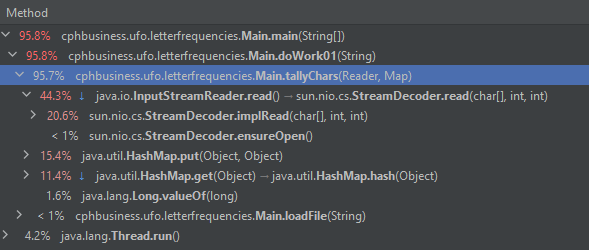 Method
95.8% cphbusiness.ufo.letterfrequencies.Main.main(String[])
95.8% cphbusiness.ufo.letterfrequencies.Main.doWork01(String)
95.7% cphbusiness.ufo.letterfrequencies.Main.tallyChars(Reader, Map)
44.3% ↓ java.io.InputStreamReader.read() → sun.nio.cs.StreamDecoder.read(char[], int, int)
20.6% sun.nio.cs.StreamDecoder.implRead(char[], int, int)
< 1% sun.nio.cs.StreamDecoder.ensureOpen()
15.4% java.util.HashMap.put(Object, Object)
11.4% ↓ java.util.HashMap.get(Object) → java.util.HashMap.hash(Object)
1.6% java.lang.Long.valueOf(long)
< 1% cphbusiness.ufo.letterfrequencies.Main.loadFile(String)
4.2% java.lang.Thread.run()